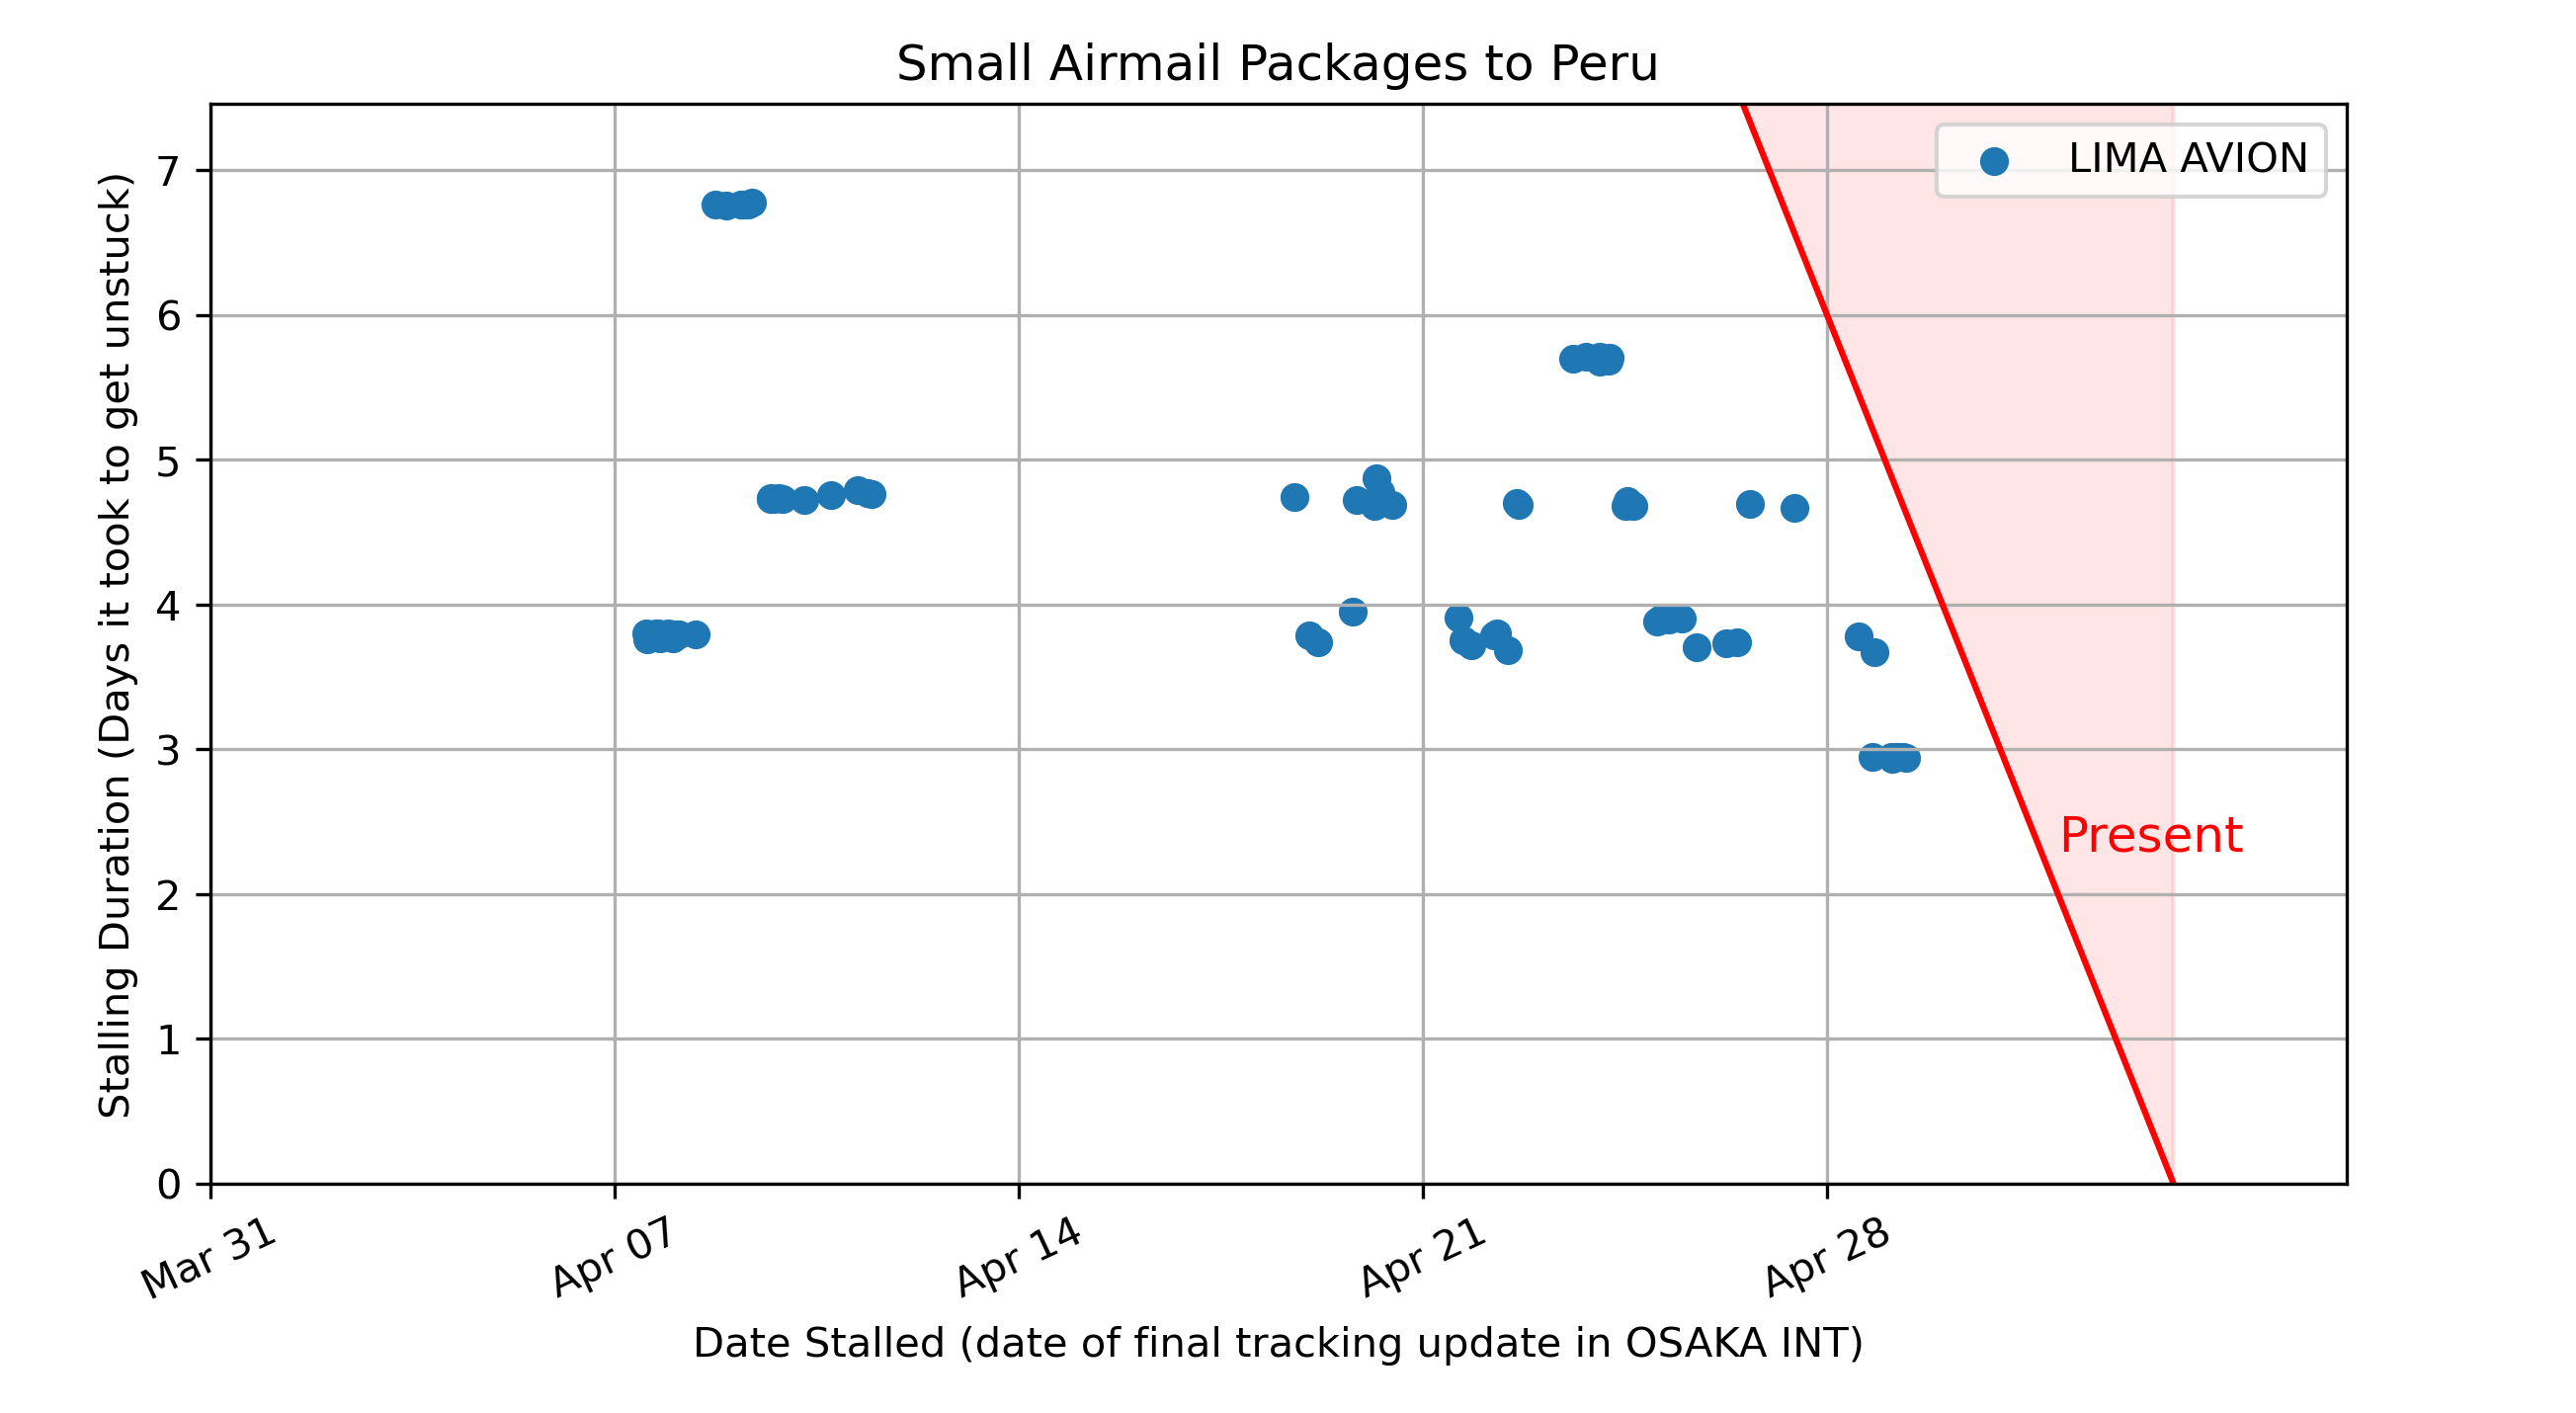 Small Airmail Packages to Peru
LIMA AVION
Stalling Duration (Days it took to get unstuck)
7
6
5
4
3
2
1
0
Present
Mar 31
Apr 07
Apr 14
Apr 21
Apr 28
Date Stalled (date of final tracking update in OSAKA INT)